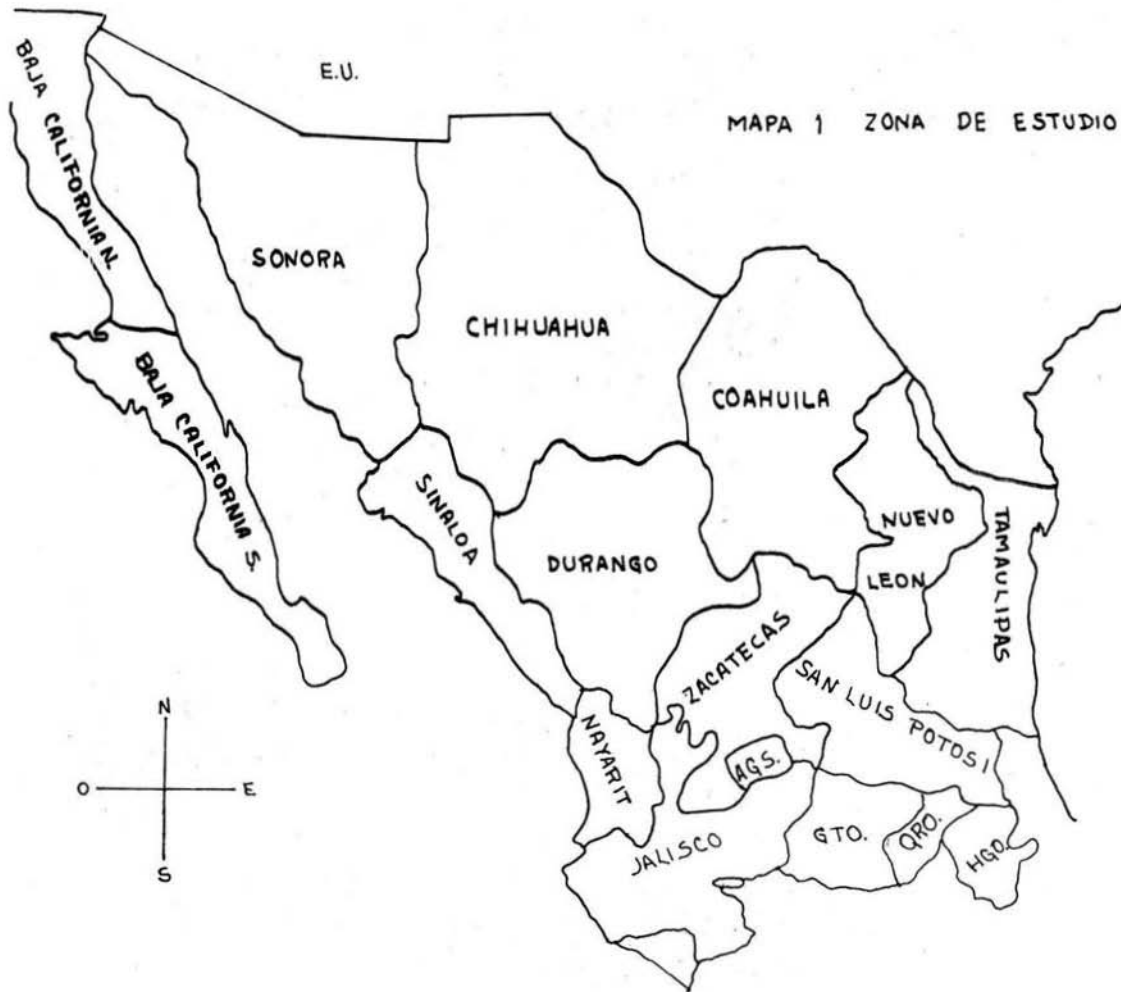 E.U.
MAPA 1 ZONA DE ESTUDIO
BAJA CALIFORNIA N.
SONORA
CHIHUAHUA
COAHUILA
BAJA CALIFORNIA S.
SINALOA
DURANGO
NUEVO
LEON
TAMAULIPAS
ZACATECAS
SAN LUIS POTOSI
NAYARIT
AGS.
JALISCO
GTO.
QRO.
HGO.
N
O
E
S